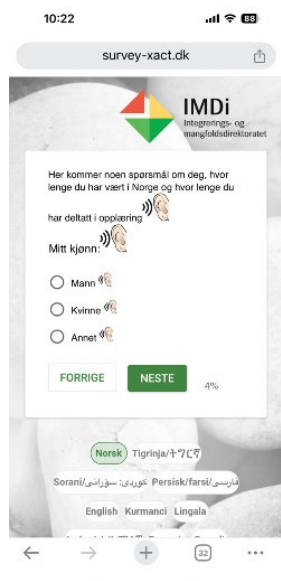 10:22
88
survey-xact.dk
IMDi
Integrerings- og
mangfoldsdirektoratet
Her kommer noen spørsmål om deg, hvor
lenge du har vært i Norge og hvor lenge du
har deltatt i opplæring
Mitt kjønn:
Mann
Kvinne
Annet
FORRIGE
NESTE
4%
Norsk Tigrinja/ትግርኛ
Sorani/کوردی: سۆرانی Persisk/farsi/فارسی
English Kurmanci Lingala
32